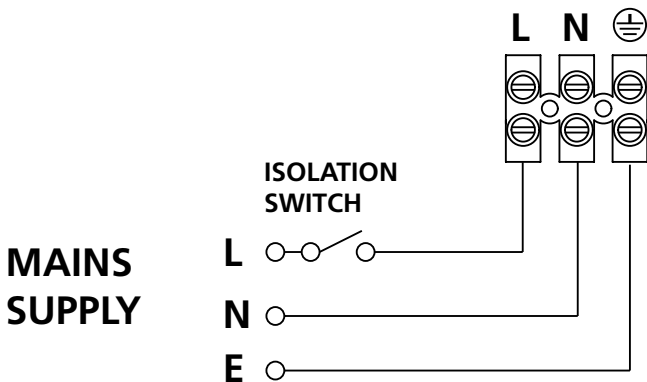 L N
ISOLATION
SWITCH
L
MAINS
SUPPLY
N
E